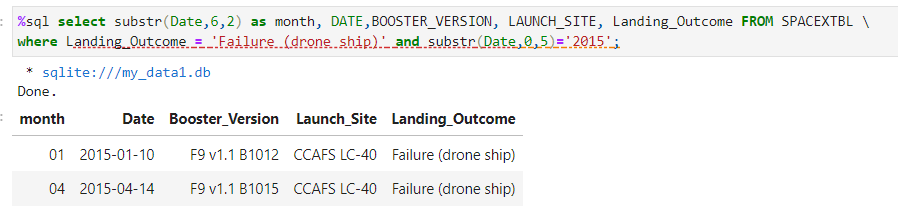 %sql select substr(Date,6,2) as month, DATE,BOOSTER_VERSION, LAUNCH_SITE, Landing_Outcome FROM SPACEXTBL \
where Landing_Outcome = 'Failure (drone ship)' and substr(Date,0,5)='2015';
* sqlite:///my_data1.db
Done.
month Date Booster_Version Launch_Site Landing_Outcome
01 2015-01-10 F9 v1.1 B1012 CCAFS LC-40 Failure (drone ship)
04 2015-04-14 F9 v1.1 B1015 CCAFS LC-40 Failure (drone ship)